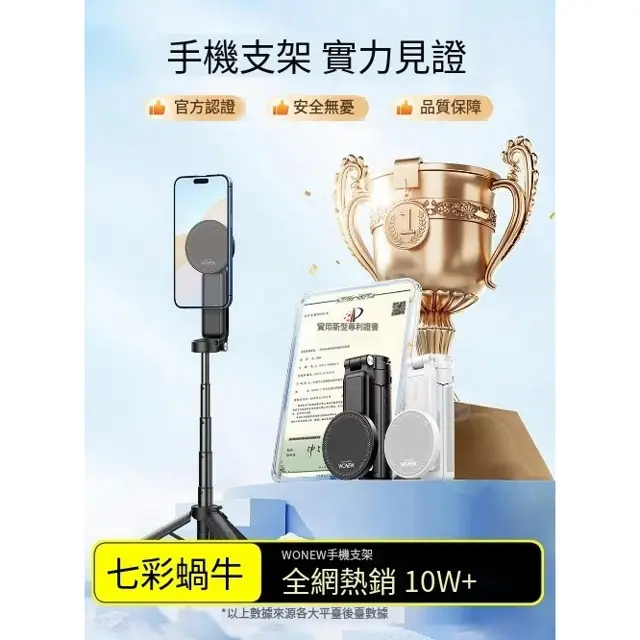 手機支架 實力見證
官方認證
安全無憂
品質保障
1
實用新型專利證書
WONEW
WONEW
WONEW
七彩蝸牛
WONEW手機支架
全網熱銷 10W+
*以上數據來源各大平臺後臺數據